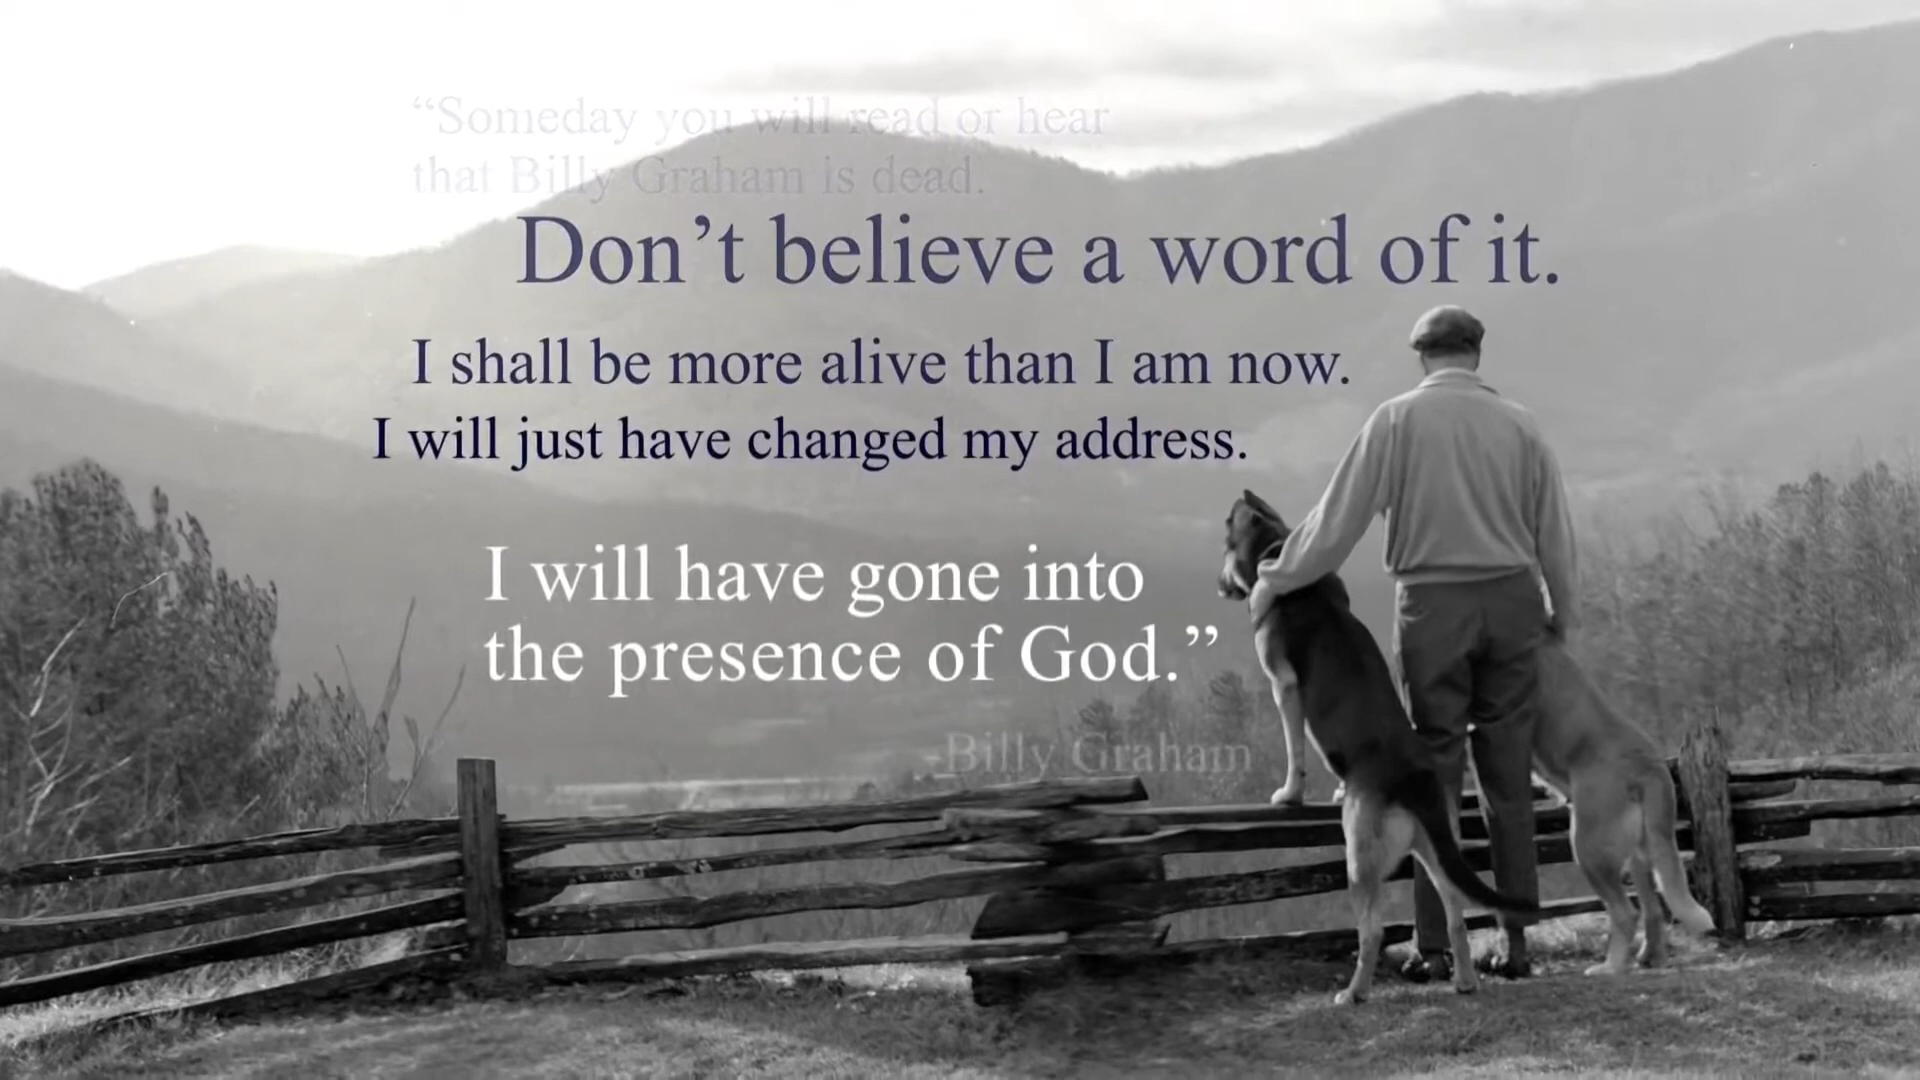 “Someday you will read or hear
that Billy Graham is dead.
Don’t believe a word of it.
I shall be more alive than I am now.
I will just have changed my address.
I will have gone into
the presence of God.”
-Billy Graham